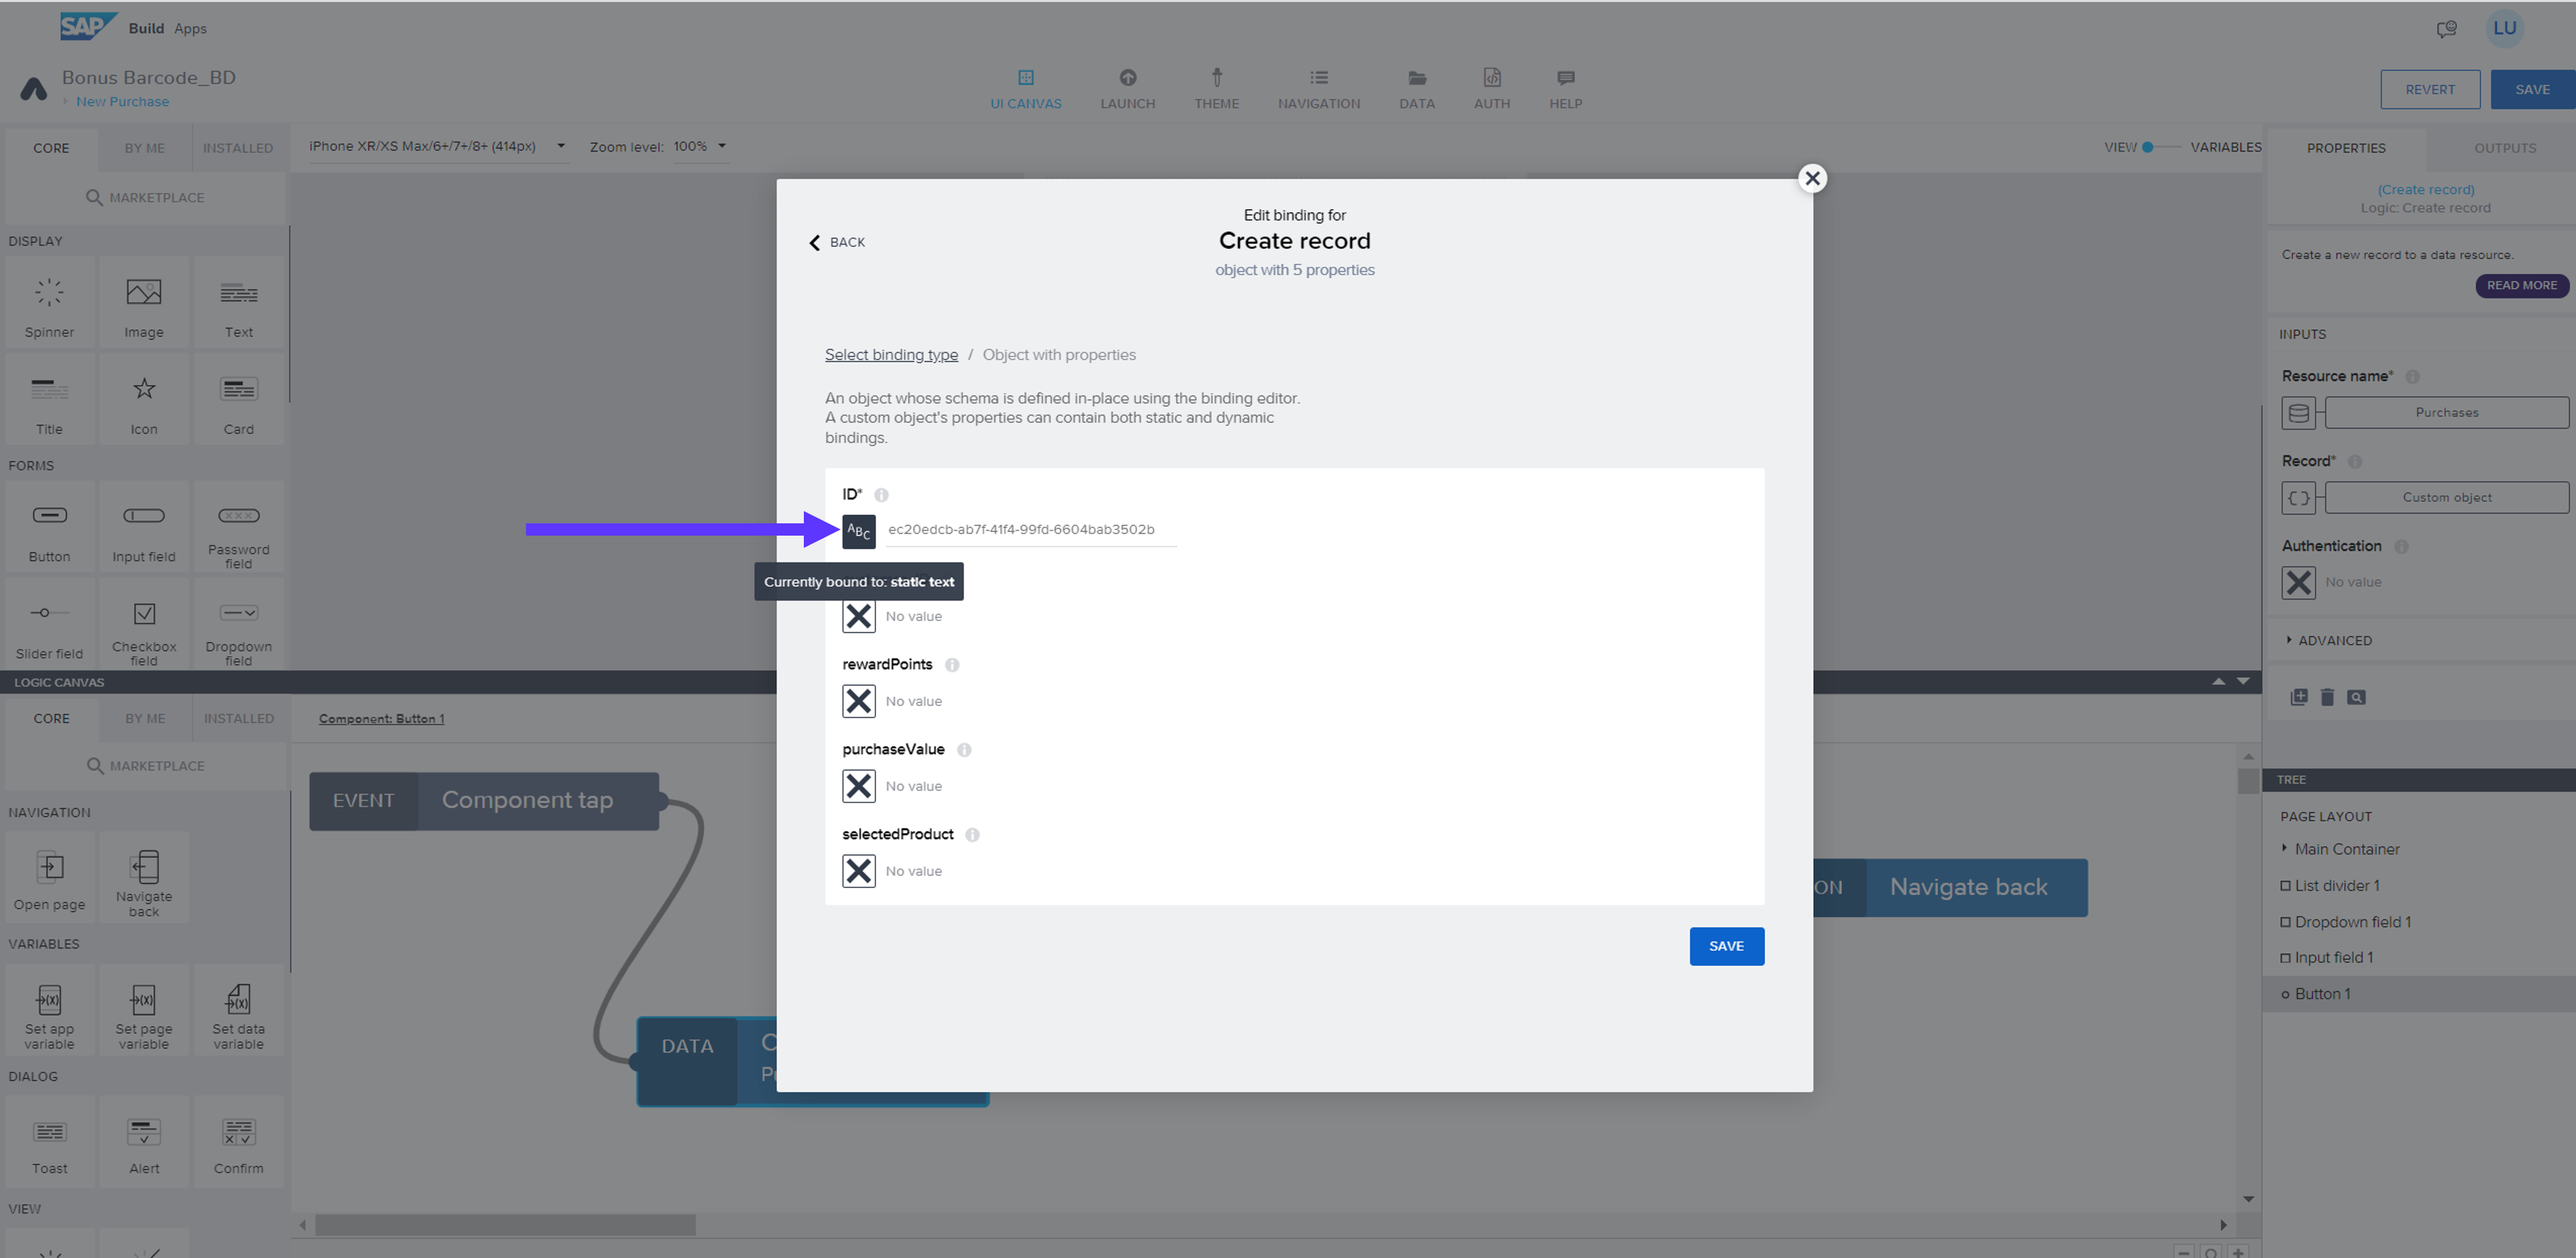 SAP Build Apps
LU
Bonus Barcode_BD
New Purchase
UI CANVAS
LAUNCH
THEME
NAVIGATION
DATA
AUTH
HELP
REVERT
SAVE
CORE
BY ME
INSTALLED
iPhone XR/XS Max/6+/7+/8+ (414px)
Zoom level: 100%
VIEW
VARIABLES
PROPERTIES
OUTPUTS
MARKETPLACE
DISPLAY
Spinner
Image
Text
Title
Icon
Card
FORMS
Button
Input field
Password
field
Slider field
Checkbox
field
Dropdown
field
BACK
Edit binding for
Create record
object with 5 properties
Select binding type / Object with properties
An object whose schema is defined in-place using the binding editor.
A custom object's properties can contain both static and dynamic
bindings.
ID*
ABC
ec20edcb-ab7f-41f4-99fd-6604bab3502b
Currently bound to: static text
No value
rewardPoints
No value
purchaseValue
No value
selectedProduct
No value
SAVE
(Create record)
Logic: Create record
Create a new record to a data resource.
READ MORE
INPUTS
Resource name*
Purchases
Record*
Custom object
Authentication
No value
ADVANCED
LOGIC CANVAS
CORE
BY ME
INSTALLED
Component: Button 1
MARKETPLACE
NAVIGATION
Open page
Navigate
back
VARIABLES
Set app
variable
Set page
variable
Set data
variable
DIALOG
Toast
Alert
Confirm
VIEW
EVENT
Component tap
DATA
ON
Navigate back
TREE
PAGE LAYOUT
Main Container
List divider 1
Dropdown field 1
Input field 1
Button 1